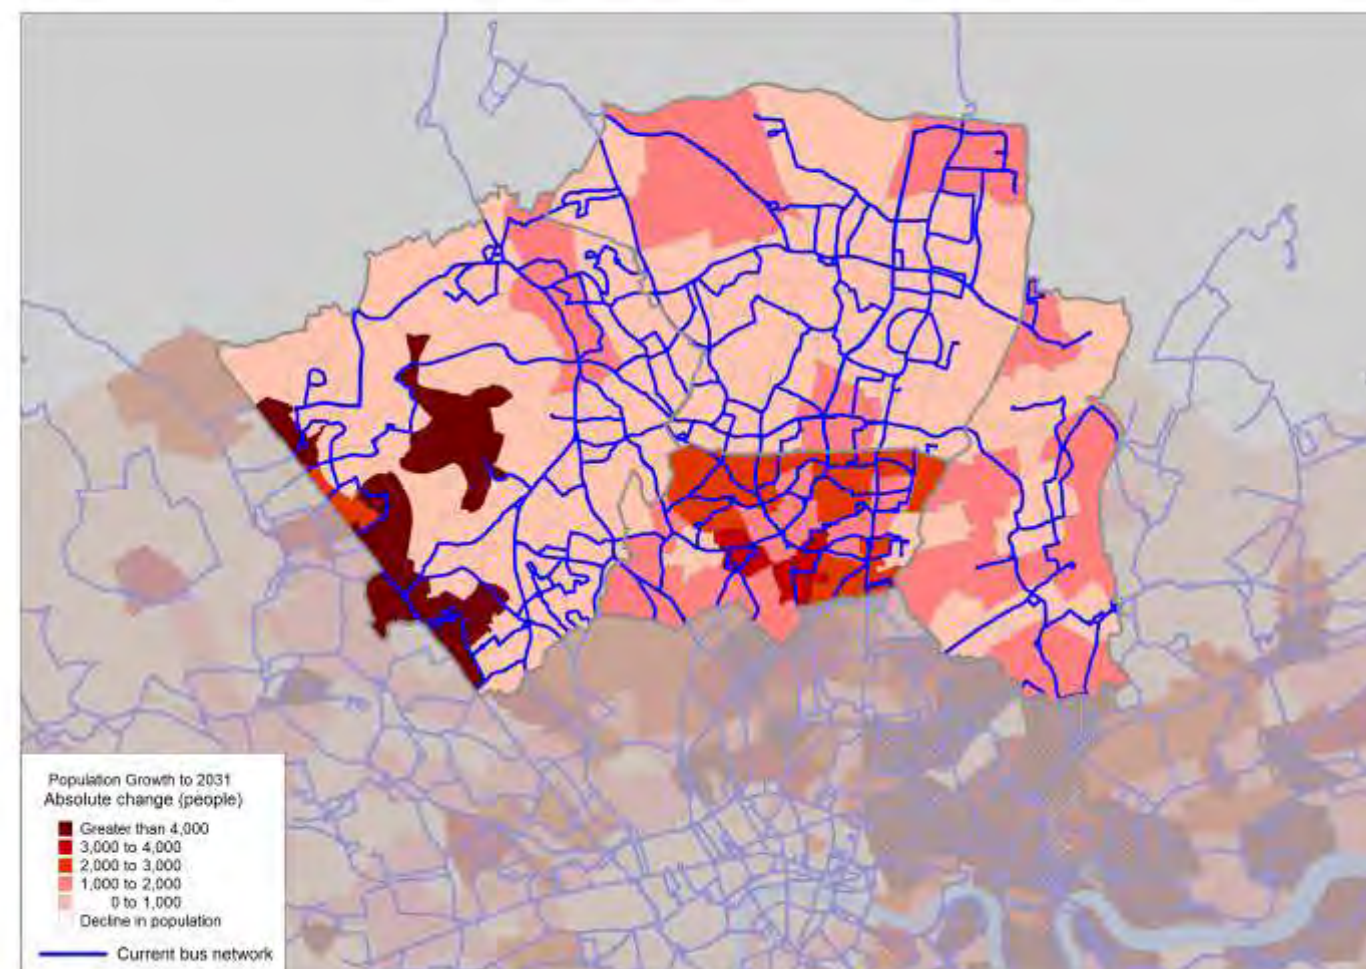 Population Growth to 2031
Absolute change (people)
Greater than 4,000
3,000 to 4,000
2,000 to 3,000
1,000 to 2,000
0 to 1,000
Decline in population
Current bus network